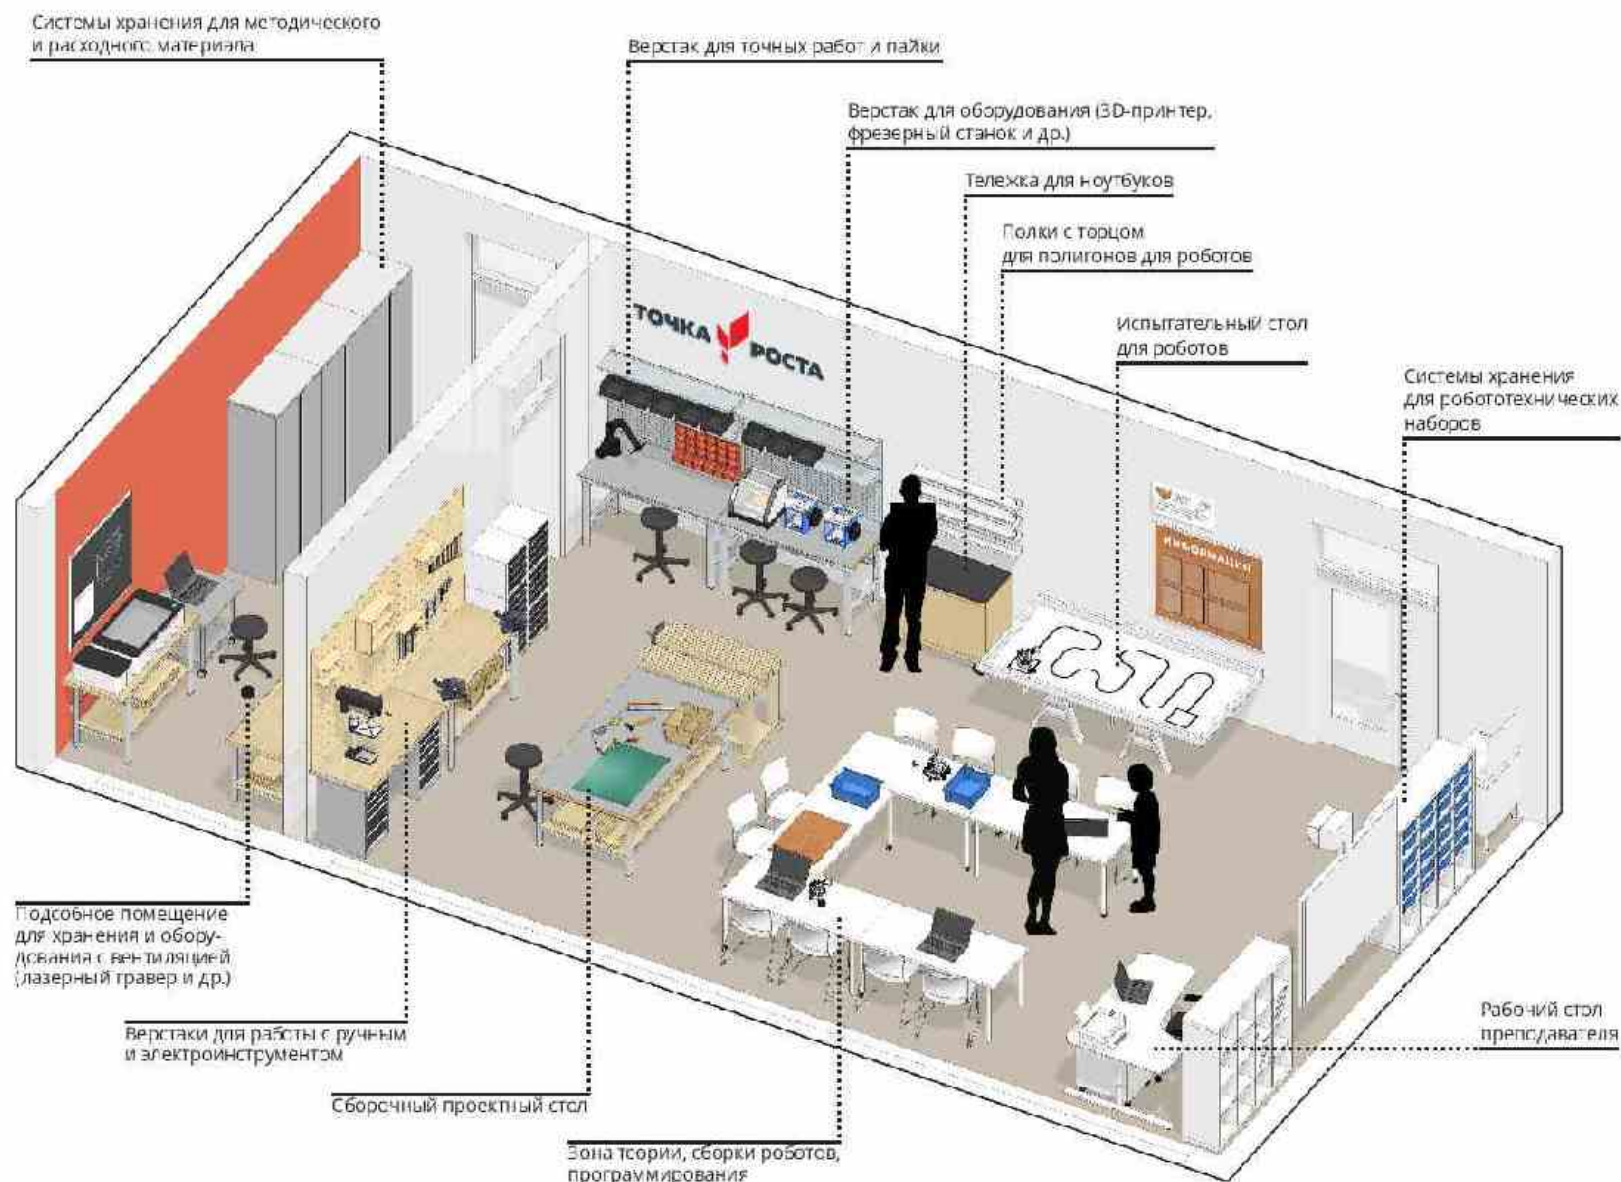 Системы хранения для методического
и расходного материала
Верстак для точных работ и пайки
Верстак для оборудования (3D-принтер,
фрезерный станок и др.)
Тележка для ноутбуков
Полки с торцом
для полигонов для роботов
Испытательный стол
для роботов
Системы хранения
для робототехнических
наборов
ТОЧКА
РОСТА
ИНФОРМАЦИЯ
Подсобное помещение
для хранения и обору-
дования с вентиляцией
(лазерный гравер и др.)
Верстаки для работы с ручным
и электроинструментом
Сборочный проектный стол
Зона теории, сборки роботов,
программирования
Рабочий стол
преподавателя